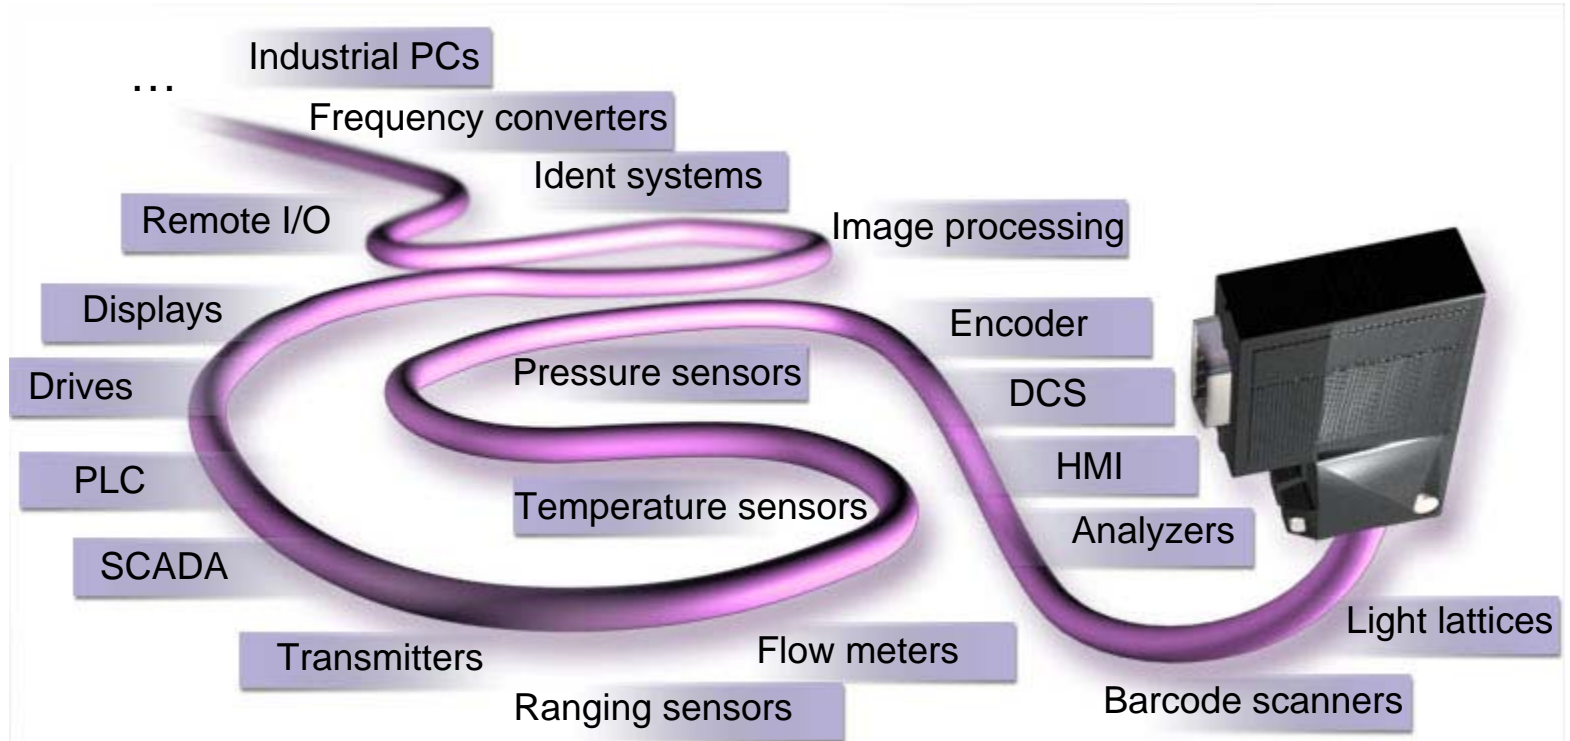 Industrial PCs
...
Frequency converters
Ident systems
Remote I/O
Image processing
Displays
Encoder
Pressure sensors
Drives
DCS
HMI
PLC
Temperature sensors
Analyzers
SCADA
Light lattices
Flow meters
Transmitters
Barcode scanners
Ranging sensors